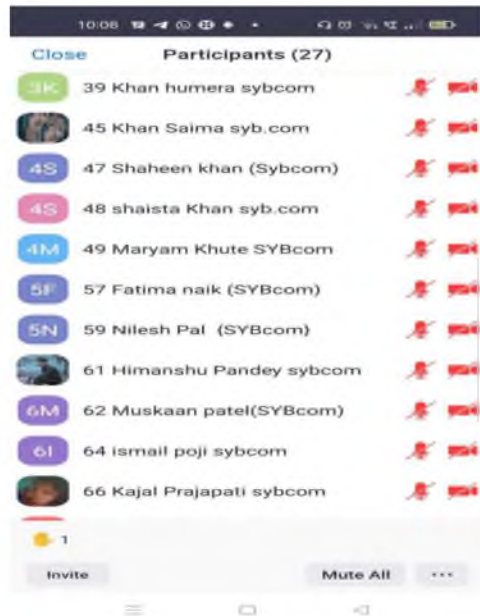 10:08
Close Participants (27)
3K 39 Khan humera sybcom
45 Khan Saima syb.com
4S 47 Shaheen khan (Sybcom)
4S 48 shaista Khan syb.com
4M 49 Maryam Khute SYBcom
5F 57 Fatima naik (SYBcom)
5N 59 Nilesh Pal (SYBcom)
61 Himanshu Pandey sybcom
6M 62 Muskaan patel(SYBcom)
6I 64 ismail poji sybcom
66 Kajal Prajapati sybcom
1
Invite Mute All ...